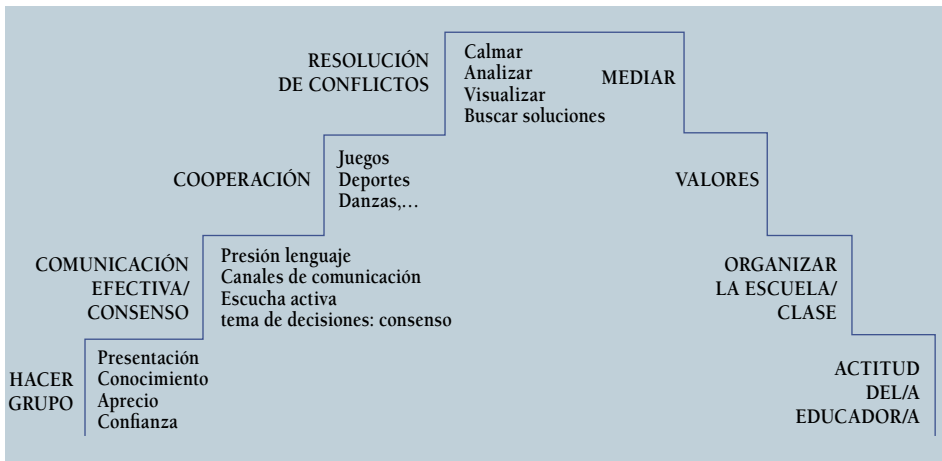 RESOLUCIÓN
DE CONFLICTOS
Calmar
Analizar
Visualizar
Buscar soluciones
MEDIAR
COOPERACIÓN
Juegos
Deportes
Danzas,...
VALORES
COMUNICACIÓN
EFECTIVA/
CONSENSO
Presión lenguaje
Canales de comunicación
Escucha activa
tema de decisiones: consenso
ORGANIZAR
LA ESCUELA/
CLASE
HACER
GRUPO
Presentación
Conocimiento
Aprecio
Confianza
ACTITUD
DEL/A
EDUCADOR/A